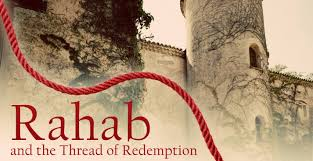 Rahab
and the Thread of Redemption